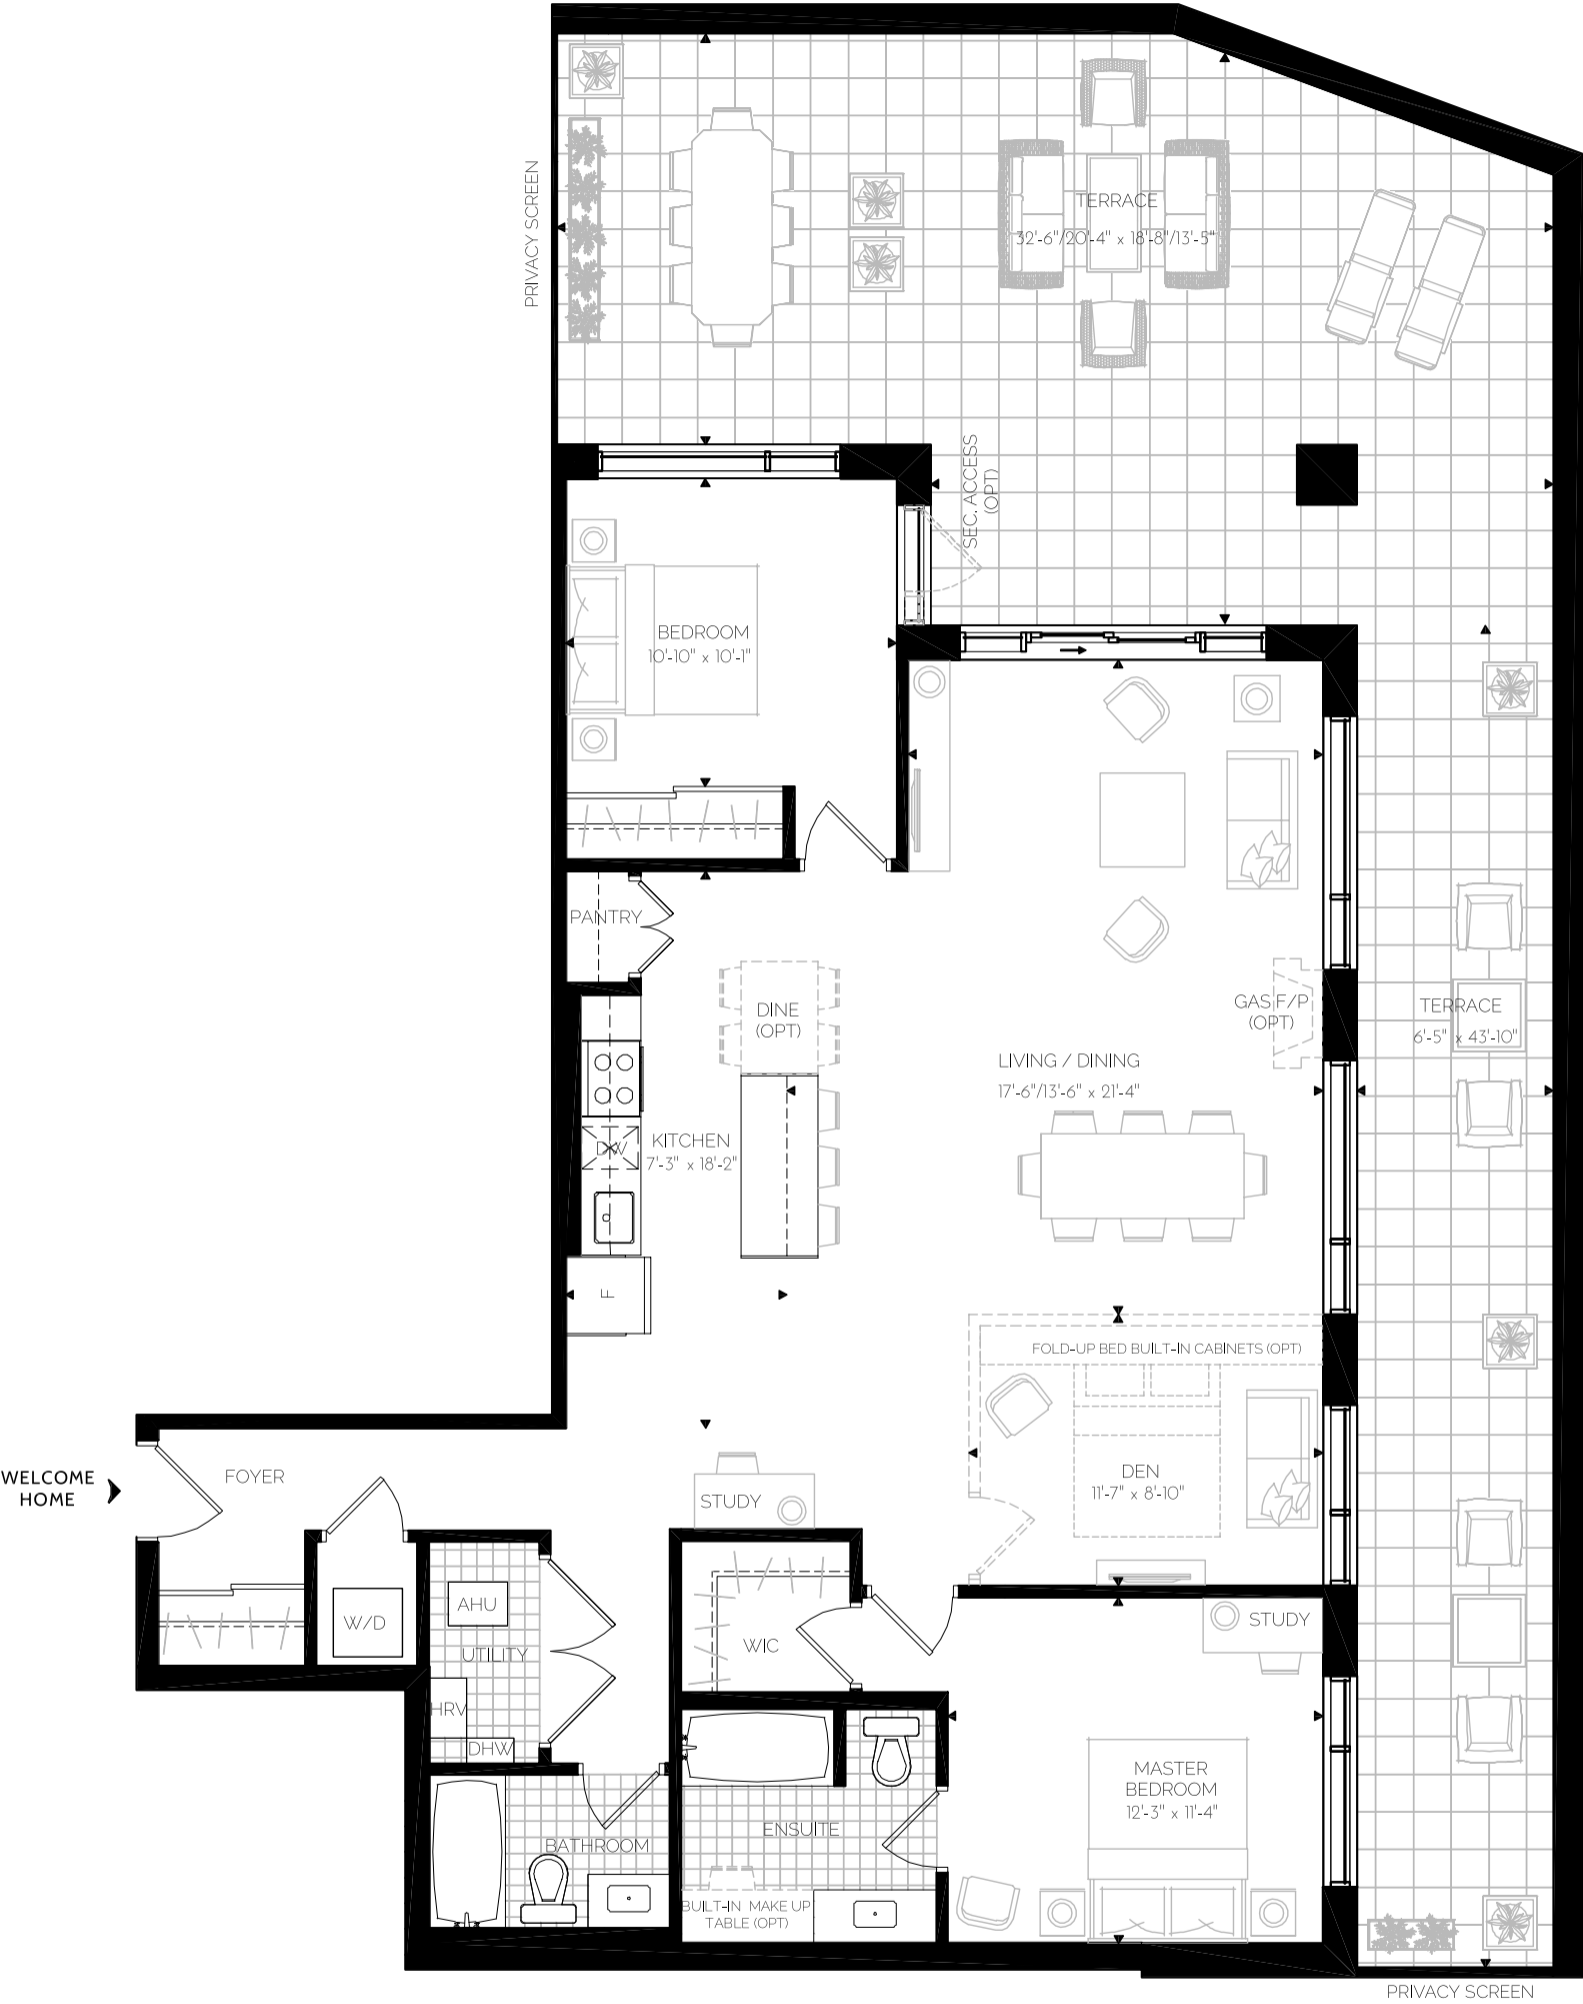 PRIVACY SCREEN
TERRACE
32'-6"/20'-4" x 18'-8"/13'-5"
SEC. ACCESS
(OPT)
BEDROOM
10'-10" x 10'-1"
PANTRY
DINE
(OPT)
GAS F/P
(OPT)
TERRACE
6'-5" x 43'-10"
LIVING / DINING
17'-6"/13'-6" x 21'-4"
DW
KITCHEN
7'-3" x 18'-2"
F
FOLD-UP BED BUILT-IN CABINETS (OPT)
DEN
11'-7" x 8'-10"
WELCOME
HOME
FOYER
STUDY
W/D
AHU
UTILITY
HRV
DHW
WIC
STUDY
MASTER
BEDROOM
12'-3" x 11'-4"
BATHROOM
ENSUITE
BUILT-IN MAKE UP
TABLE (OPT)
PRIVACY SCREEN